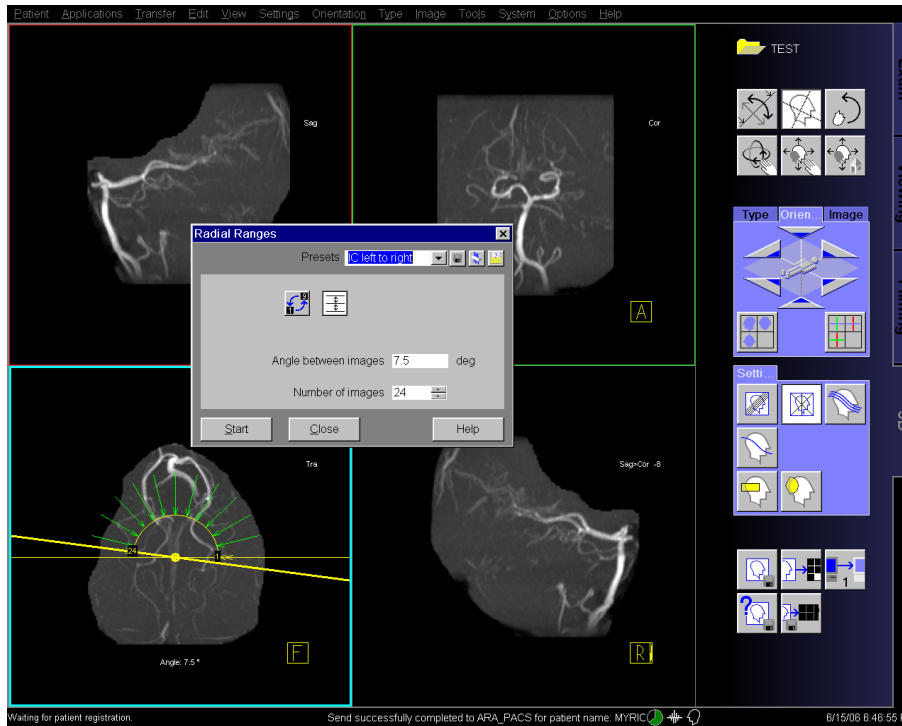 Patient Applications Transfer Edit View Settings Orientation Type Image Tools System Options Help
TEST
Sag
Cor
Type Orien... Image
Radial Ranges
Presets IC left to right
1 9
A
Angle between images 7.5 deg
Number of images 24
Setti...
Start Close Help
Tra
Sag>Cor -8
24 1
1
?
F
R
Angle: 7.5 °
Waiting for patient registration. Send successfully completed to ARA_PACS for patient name: MYRIC 6/15/06 6:46:55